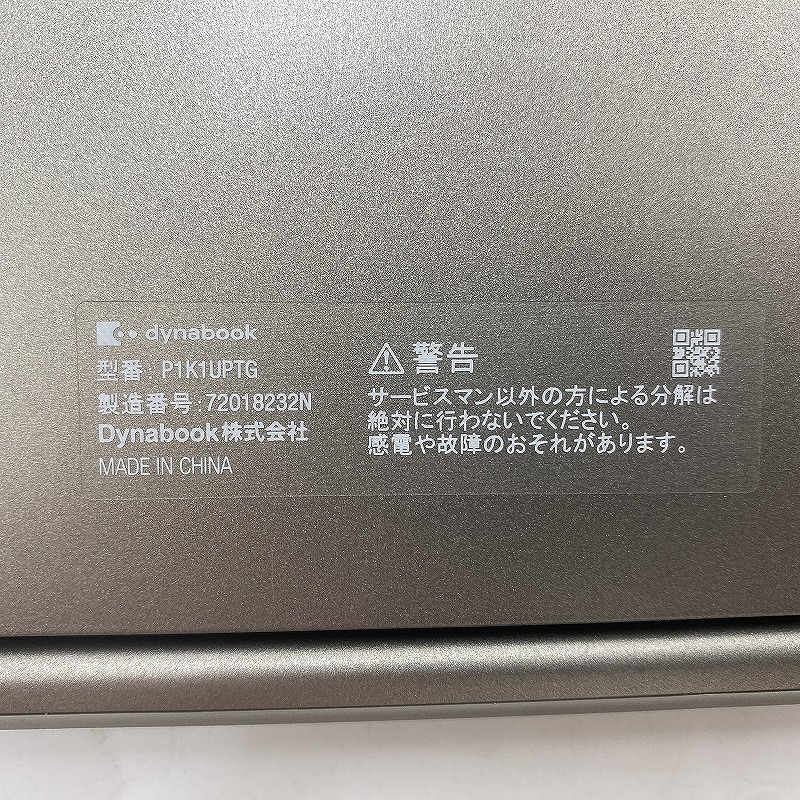 dynabook
型番: P1K1UPTG
製造番号:72018232N
Dynabook株式会社
MADE IN CHINA
警告
サービスマン以外の方による分解は
絶対に行わないでください。
感電や故障のおそれがあります。